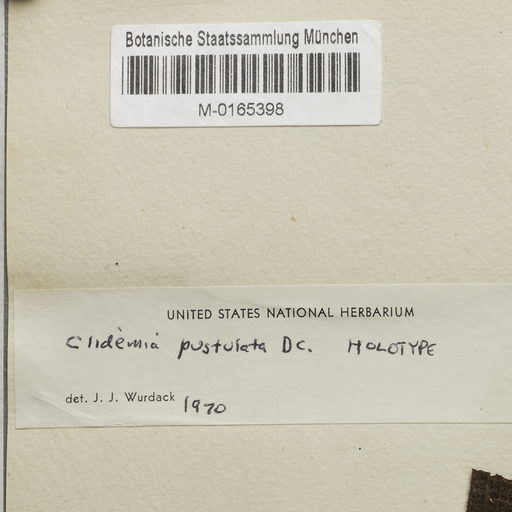 Botanische Staatssammlung München
M-0165398
UNITED STATES NATIONAL HERBARIUM
Clidèmia pustulata DC. HOLOTYPE
det. J. J. Wurdack 1970